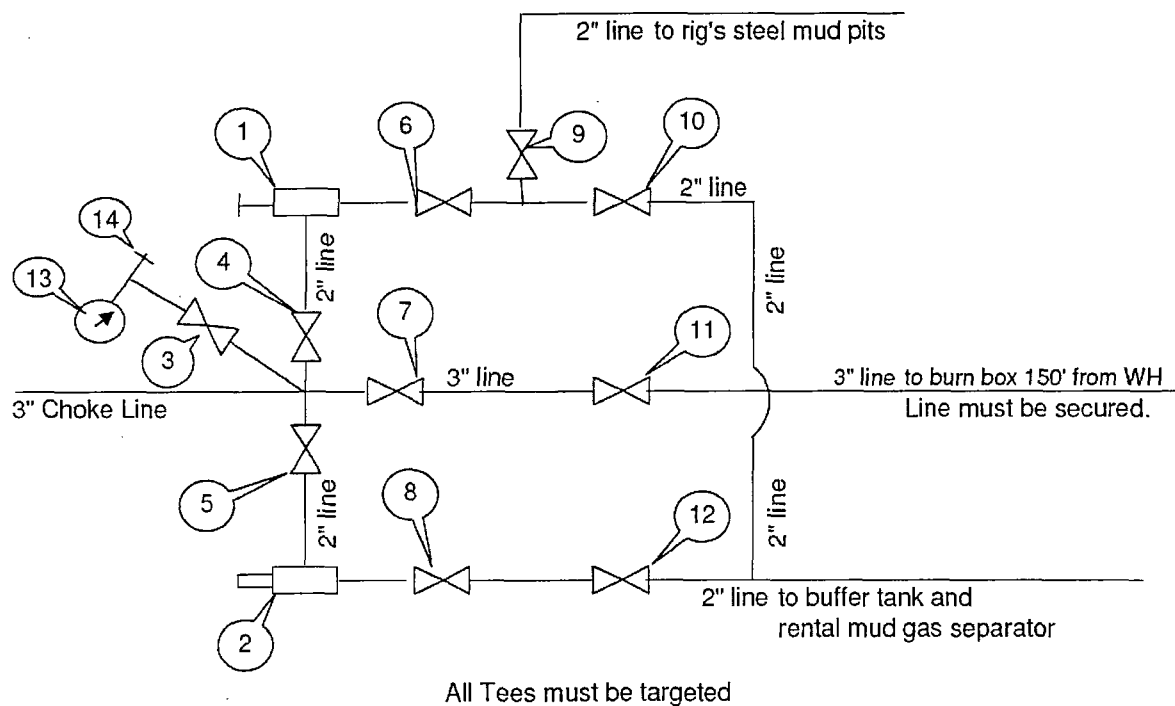 2" line to rig's steel mud pits
1
6
9
10
2" line
14
4
2" line
2" line
13
7
11
3
3" line
3" line to burn box 150' from WH
3" Choke Line
Line must be secured.
5
8
12
2" line
2" line
2" line to buffer tank and
rental mud gas separator
2
All Tees must be targeted